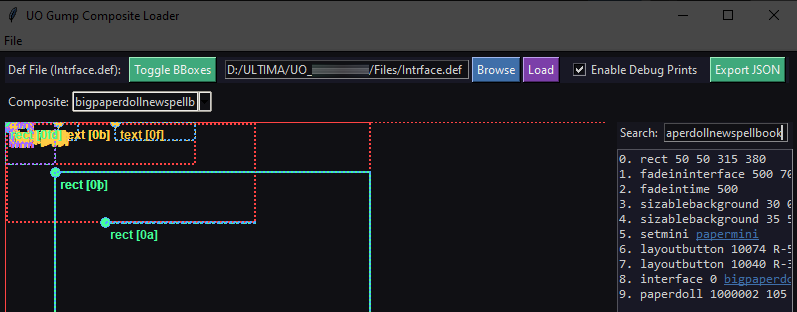 UO Gump Composite Loader
File
Def File (Intrface.def): Toggle BBoxes D:/ULTIMA/UO_ /Files/Intrface.def Browse Load Enable Debug Prints Export JSON
Composite: bigpaperdollnewspellb
Search: aperdollnewspellbook
text [0b] text [0f]
rect [0b]
rect [0a]
0. rect 50 50 315 380
1. fadeininterface 500 70
2. fadeintime 500
3. sizablebackground 30 0
4. sizablebackground 35 5
5. setmini papermini
6. layoutbutton 10074 R-5
7. layoutbutton 10040 R-3
8. interface 0 bigpaperdo
9. paperdoll 1000002 105